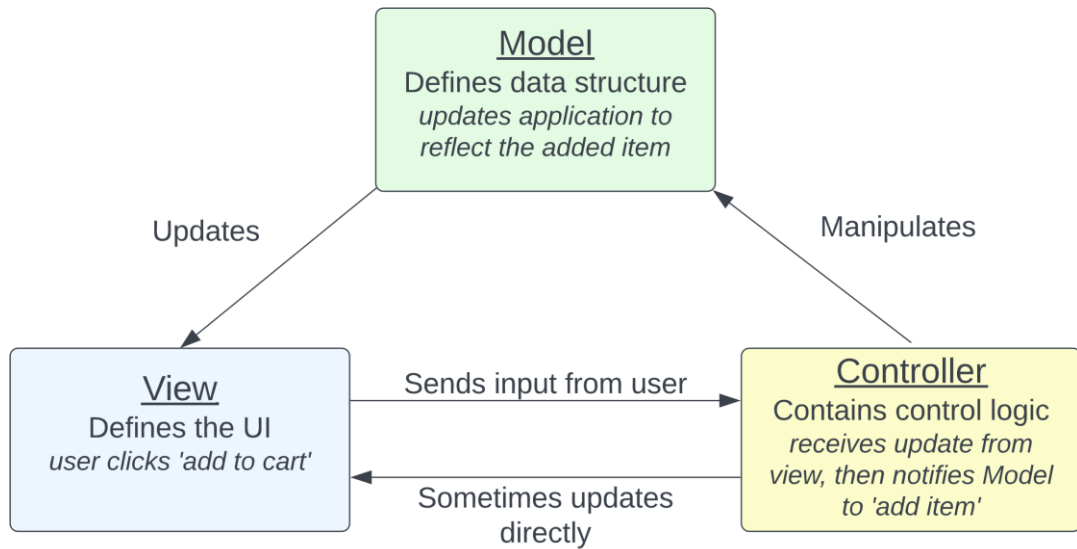 Model
Defines data structure
updates application to
reflect the added item
Updates
Manipulates
View
Defines the UI
user clicks 'add to cart'
Sends input from user
Sometimes updates
directly
Controller
Contains control logic
receives update from
view, then notifies Model
to 'add item'